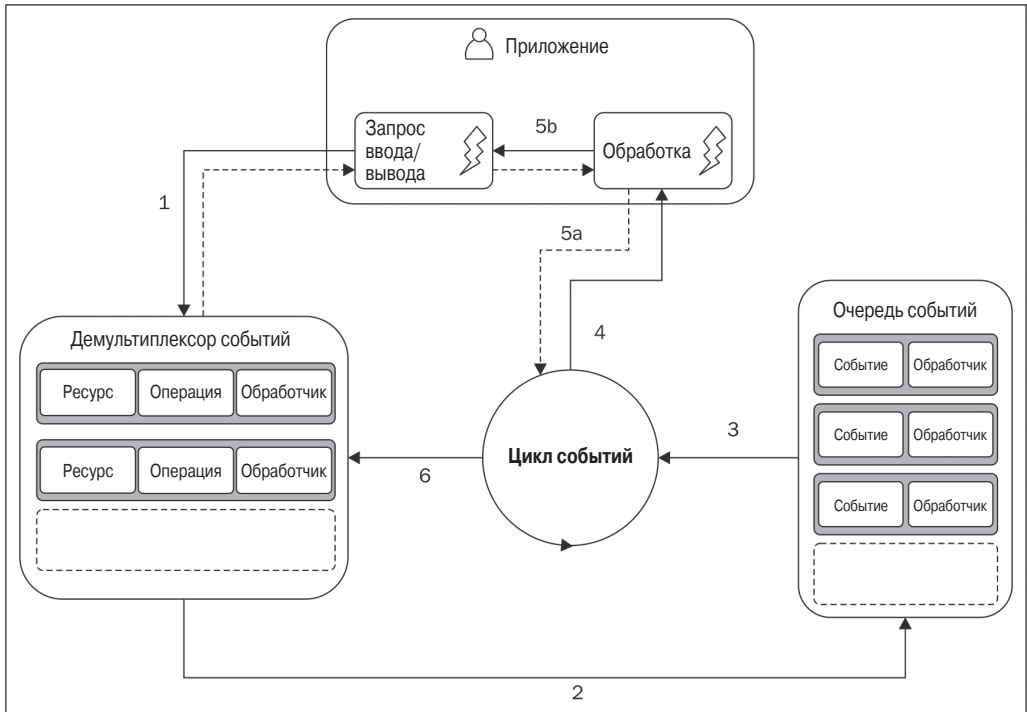 Приложение
Запрос
ввода/
вывода
5b
Обработка
1
5a
4
Демультиплексор событий
Ресурс Операция Обработчик
Ресурс Операция Обработчик
6
Цикл событий
3
Очередь событий
Событие Обработчик
Событие Обработчик
Событие Обработчик
2